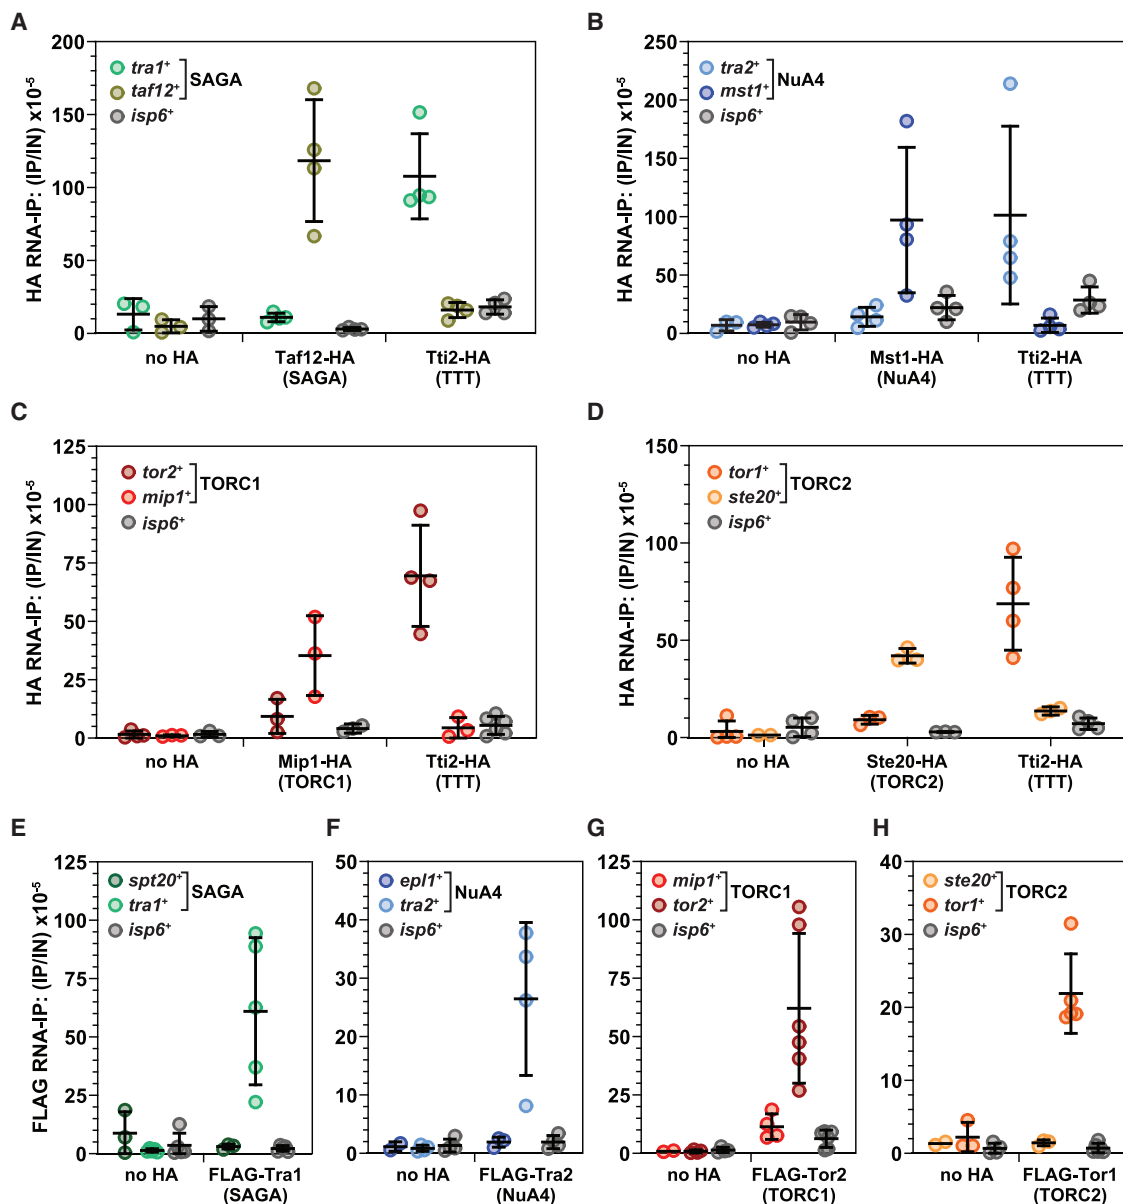 A
HA RNA-IP: (IP/IN) x10⁻⁵
200
150
100
50
0
tra1⁺
taf12⁺
SAGA
isp6⁺
no HA
Taf12-HA
(SAGA)
Tti2-HA
(TTT)
B
HA RNA-IP: (IP/IN) x10⁻⁵
250
200
150
100
50
0
tra2⁺
mst1⁺
NuA4
isp6⁺
no HA
Mst1-HA
(NuA4)
Tti2-HA
(TTT)
C
HA RNA-IP: (IP/IN) x10⁻⁵
125
100
75
50
25
0
tor2⁺
mip1⁺
TORC1
isp6⁺
no HA
Mip1-HA
(TORC1)
Tti2-HA
(TTT)
D
HA RNA-IP: (IP/IN) x10⁻⁵
150
100
50
0
tor1⁺
ste20⁺
TORC2
isp6⁺
no HA
Ste20-HA
(TORC2)
Tti2-HA
(TTT)
E
FLAG RNA-IP: (IP/IN) x10⁻⁵
125
100
75
50
25
0
spt20⁺
tra1⁺
SAGA
isp6⁺
no HA
FLAG-Tra1
(SAGA)
F
50
40
30
20
10
0
epl1⁺
tra2⁺
NuA4
isp6⁺
no HA
FLAG-Tra2
(NuA4)
G
125
100
75
50
25
0
mip1⁺
tor2⁺
TORC1
isp6⁺
no HA
FLAG-Tor2
(TORC1)
H
40
30
20
10
0
ste20⁺
tor1⁺
TORC2
isp6⁺
no HA
FLAG-Tor1
(TORC2)